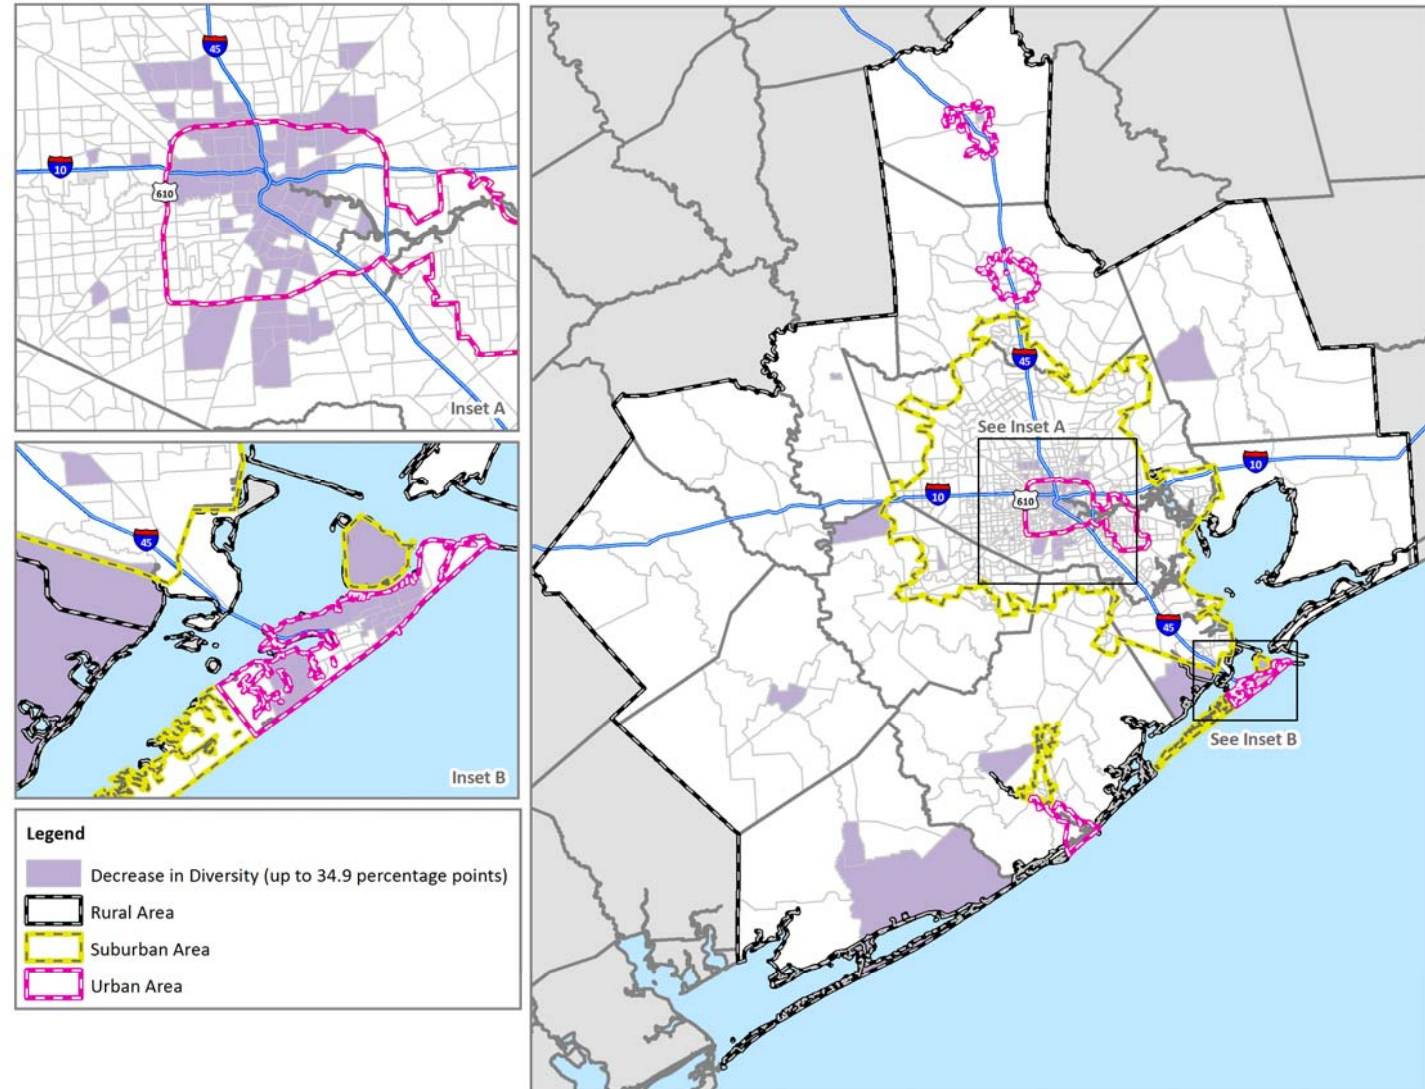 45
10
610
Inset A
45
Inset B
Legend
Decrease in Diversity (up to 34.9 percentage points)
Rural Area
Suburban Area
Urban Area
45
See Inset A
10
10
610
45
See Inset B